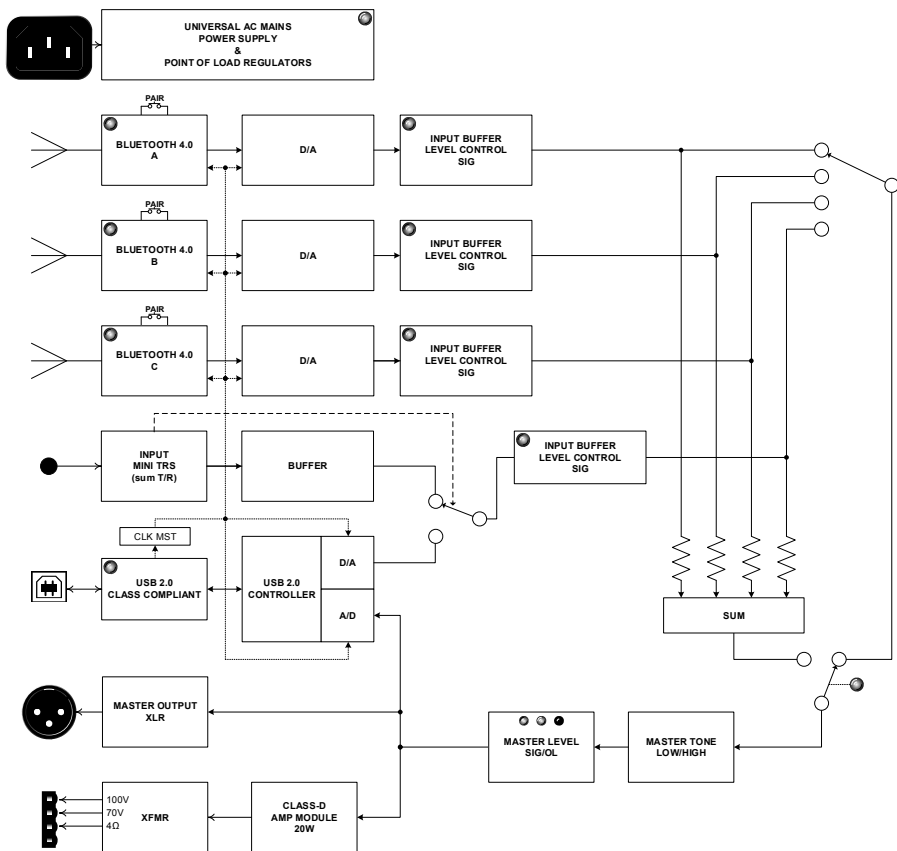 UNIVERSAL AC MAINS
POWER SUPPLY
&
POINT OF LOAD REGULATORS
PAIR
BLUETOOTH 4.0
A
D/A
INPUT BUFFER
LEVEL CONTROL
SIG
PAIR
BLUETOOTH 4.0
B
D/A
INPUT BUFFER
LEVEL CONTROL
SIG
PAIR
BLUETOOTH 4.0
C
D/A
INPUT BUFFER
LEVEL CONTROL
SIG
INPUT
MINI TRS
(sum T/R)
BUFFER
INPUT BUFFER
LEVEL CONTROL
SIG
CLK MST
USB 2.0
CLASS COMPLIANT
USB 2.0
CONTROLLER
D/A
A/D
SUM
MASTER OUTPUT
XLR
MASTER LEVEL
SIG/OL
MASTER TONE
LOW/HIGH
100V
70V
4Ω
XFMR
CLASS-D
AMP MODULE
20W